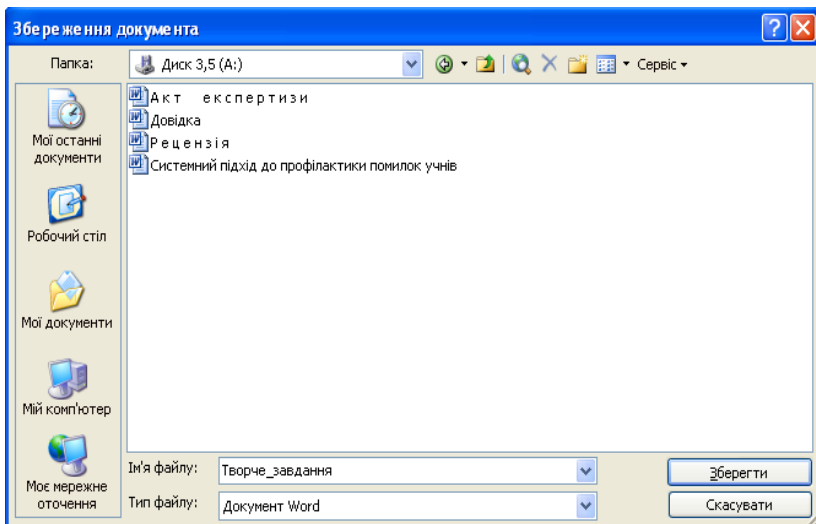 Збереження документа
Папка:
Диск 3,5 (A:)
Сервіс
Акт експертизи
Довідка
Рецензія
Системний підхід до профілактики помилок учнів
Мої останні
документи
Робочий стіл
Мої документи
Мій комп'ютер
Моє мережне
оточення
Ім'я файлу:
Творче_завдання
Зберегти
Тип файлу:
Документ Word
Скасувати